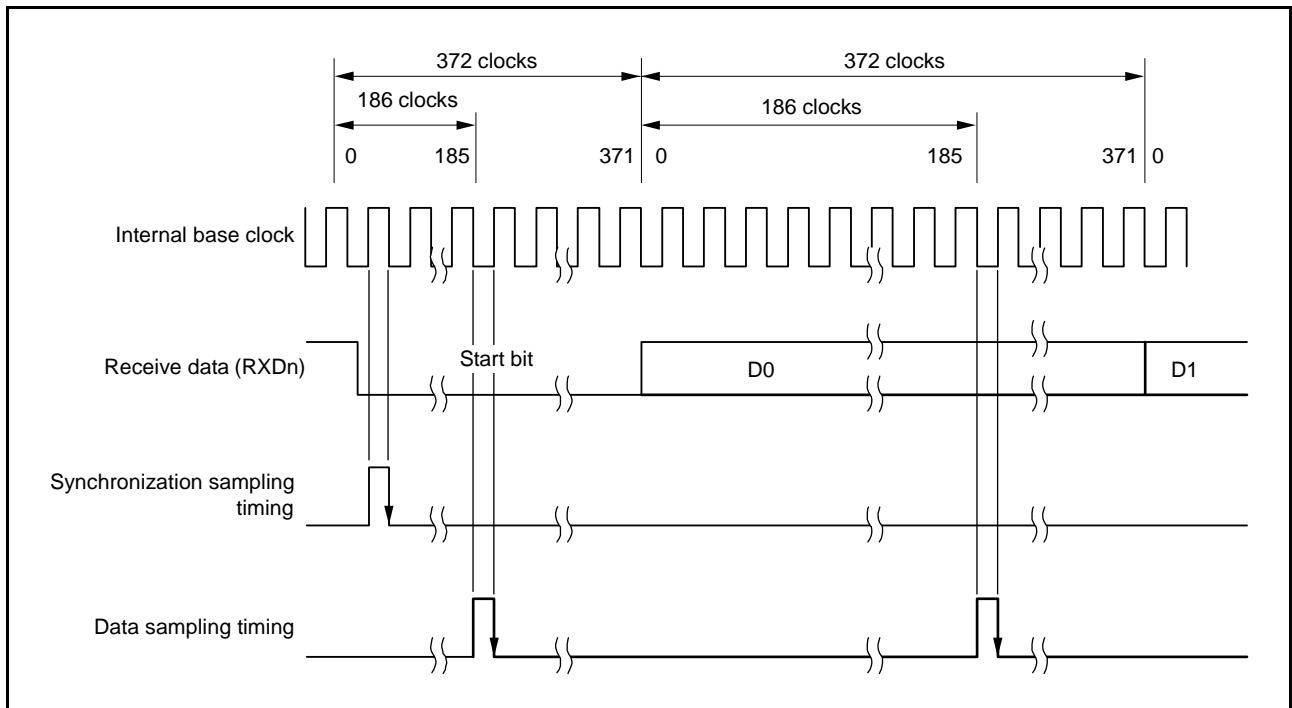 372 clocks
372 clocks
186 clocks
186 clocks
0
185
371
0
185
371
0
Internal base clock
Receive data (RXDn)
Start bit
D0
D1
Synchronization sampling
timing
Data sampling timing